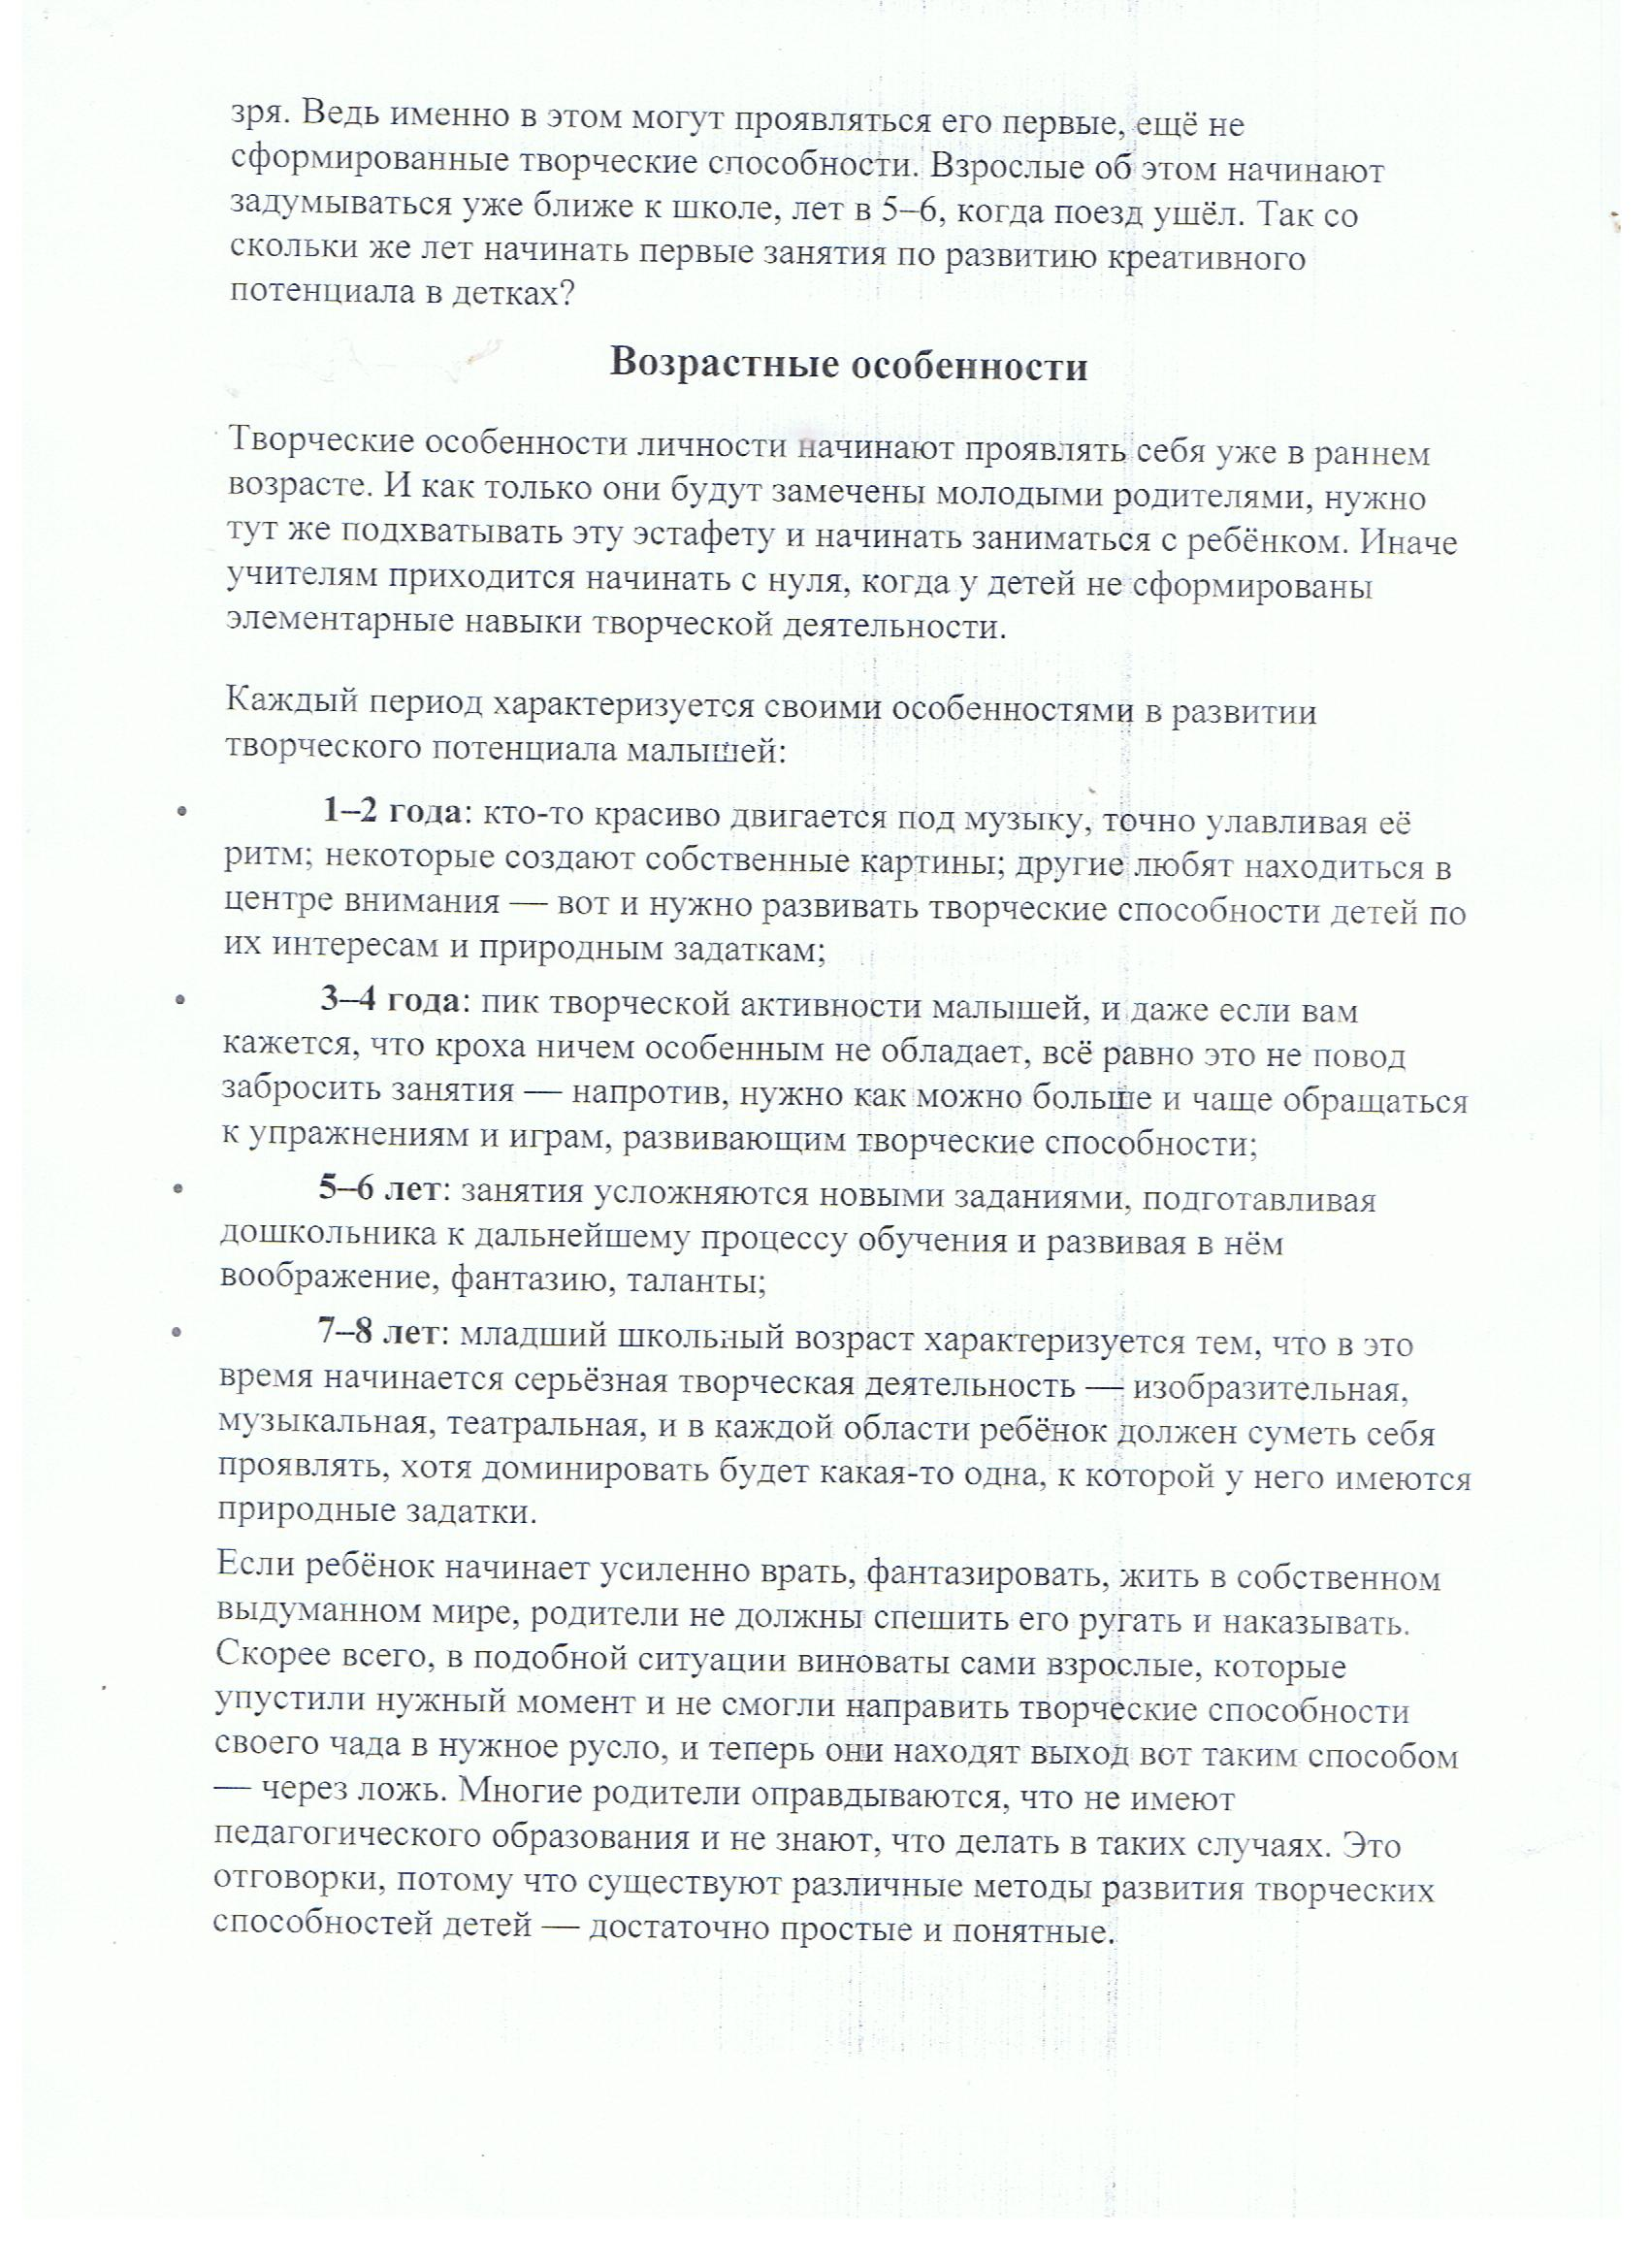 зря. Ведь именно в этом могут проявляться его первые, ещё не
сформированные творческие способности. Взрослые об этом начинают
задумываться уже ближе к школе, лет в 5–6, когда поезд ушёл. Так со
скольки же лет начинать первые занятия по развитию креативного
потенциала в детках?
Возрастные особенности
Творческие особенности личности начинают проявлять себя уже в раннем
возрасте. И как только они будут замечены молодыми родителями, нужно
тут же подхватывать эту эстафету и начинать заниматься с ребёнком. Иначе
учителям приходится начинать с нуля, когда у детей не сформированы
элементарные навыки творческой деятельности.
Каждый период характеризуется своими особенностями в развитии
творческого потенциала малышей:
• 1–2 года: кто-то красиво двигается под музыку, точно улавливая её
ритм; некоторые создают собственные картины; другие любят находиться в
центре внимания — вот и нужно развивать творческие способности детей по
их интересам и природным задаткам;
• 3–4 года: пик творческой активности малышей, и даже если вам
кажется, что кроха ничем особенным не обладает, всё равно это не повод
забросить занятия — напротив, нужно как можно больше и чаще обращаться
к упражнениям и играм, развивающим творческие способности;
• 5–6 лет: занятия усложняются новыми заданиями, подготавливая
дошкольника к дальнейшему процессу обучения и развивая в нём
воображение, фантазию, таланты;
• 7–8 лет: младший школьный возраст характеризуется тем, что в это
время начинается серьёзная творческая деятельность — изобразительная,
музыкальная, театральная, и в каждой области ребёнок должен суметь себя
проявлять, хотя доминировать будет какая-то одна, к которой у него имеются
природные задатки.
Если ребёнок начинает усиленно врать, фантазировать, жить в собственном
выдуманном мире, родители не должны спешить его ругать и наказывать.
Скорее всего, в подобной ситуации виноваты сами взрослые, которые
упустили нужный момент и не смогли направить творческие способности
своего чада в нужное русло, и теперь они находят выход вот таким способом
— через ложь. Многие родители оправдываются, что не имеют
педагогического образования и не знают, что делать в таких случаях. Это
отговорки, потому что существуют различные методы развития творческих
способностей детей — достаточно простые и понятные.